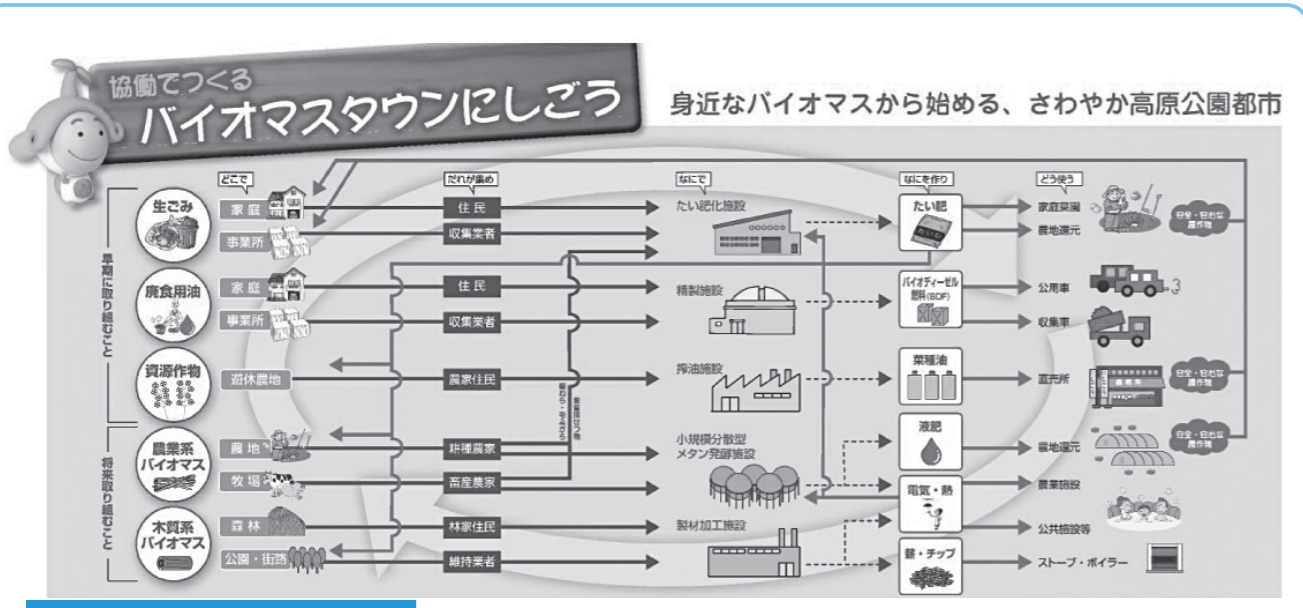 協働でつくる
バイオマスタウンにしごう
身近なバイオマスから始める、さわやか高原公園都市
どこで
だれが集め
なにで
なにを作り
どう使う
早期に取り組むこと
生ごみ
家庭
住民
たい肥化施設
たい肥
家庭菜園
事業所
収集業者
農地還元
安全・安心な
農作物
廃食用油
家庭
住民
精製施設
バイオディーゼル
燃料(BDF)
公用車
事業所
収集業者
収集車
資源作物
遊休農地
農家住民
搾油施設
菜種油
直売所
安全・安心な
農作物
将来取り組むこと
農業系
バイオマス
農地
耕種農家
小規模分散型
メタン発酵施設
液肥
農地還元
安全・安心な
農作物
牧場
畜産農家
電気・熱
農業施設
木質系
バイオマス
森林
林家住民
製材加工施設
公共施設等
公園・街路
維持業者
薪・チップ
ストーブ・ボイラー